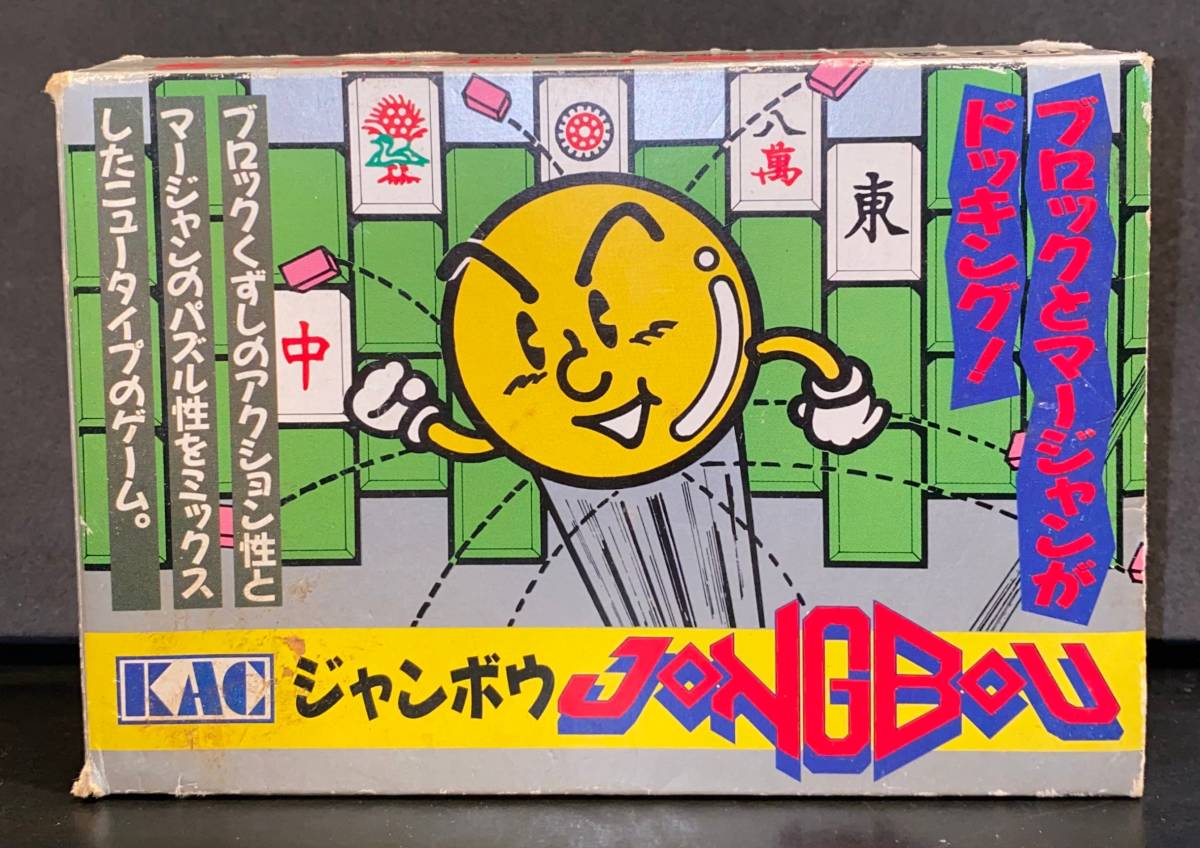 ブロックとマージャンが
ドッキング!
八
萬
東
中
ブロックくずしのアクション性と
マージャンのパズル性をミックス
したニュータイプのゲーム。
KAC
ジャンボウ
JONGBOU